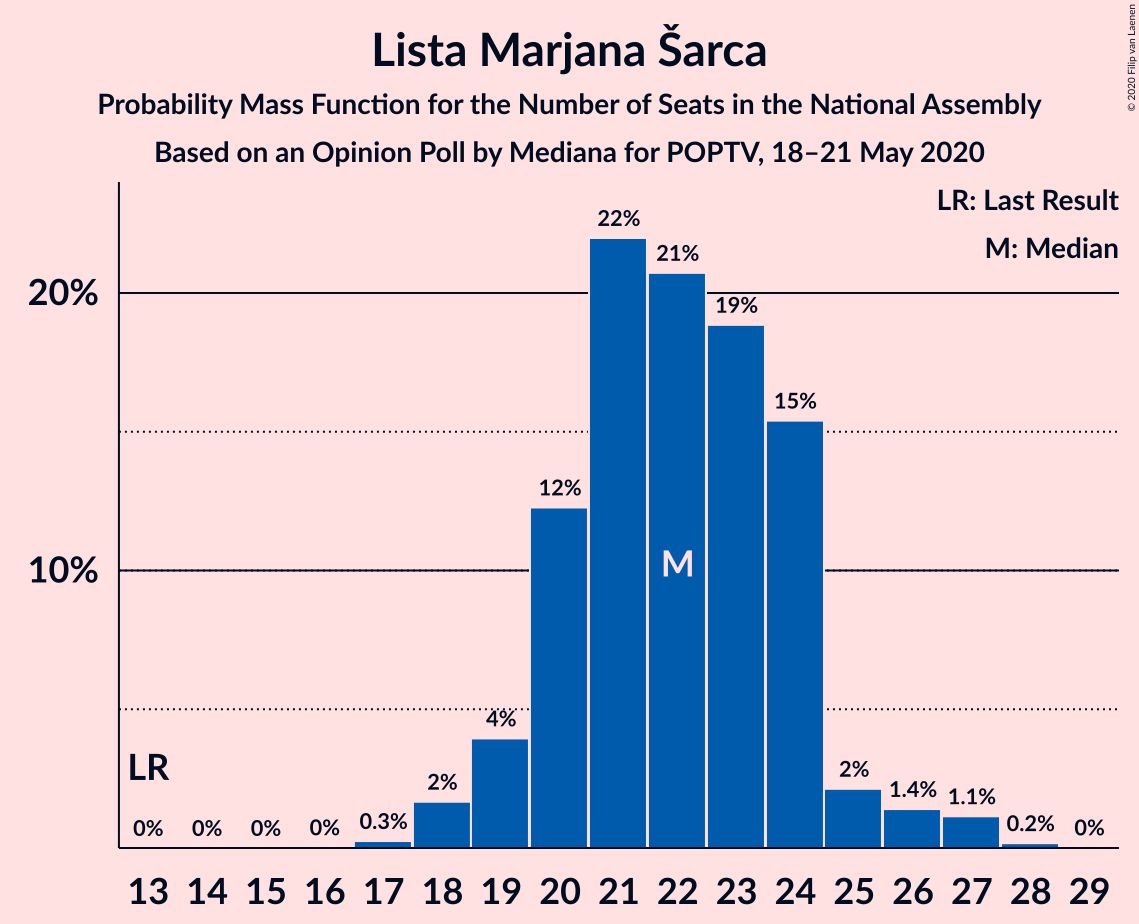 © 2020 Filip van Laenen
Lista Marjana Šarca
Probability Mass Function for the Number of Seats in the National Assembly
Based on an Opinion Poll by Mediana for POPTV, 18–21 May 2020
LR: Last Result
M: Median
20%
10%
22%
21%
19%
15%
12%
M
4%
LR
2%
2%
1.4%
1.1%
0% 0% 0% 0% 0.3% 0.2% 0%
13 14 15 16 17 18 19 20 21 22 23 24 25 26 27 28 29